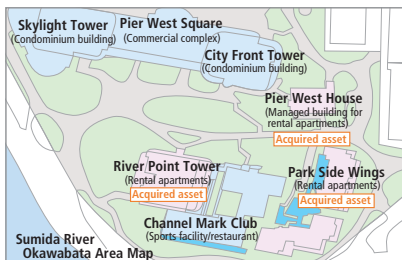 Skylight Tower
(Condominium building)
Pier West Square
(Commercial complex)
City Front Tower
(Condominium building)
Pier West House
(Managed building for
rental apartments)
Acquired asset
River Point Tower
(Rental apartments)
Acquired asset
Park Side Wings
(Rental apartments)
Acquired asset
Channel Mark Club
(Sports facility/restaurant)
Sumida River
Okawabata Area Map